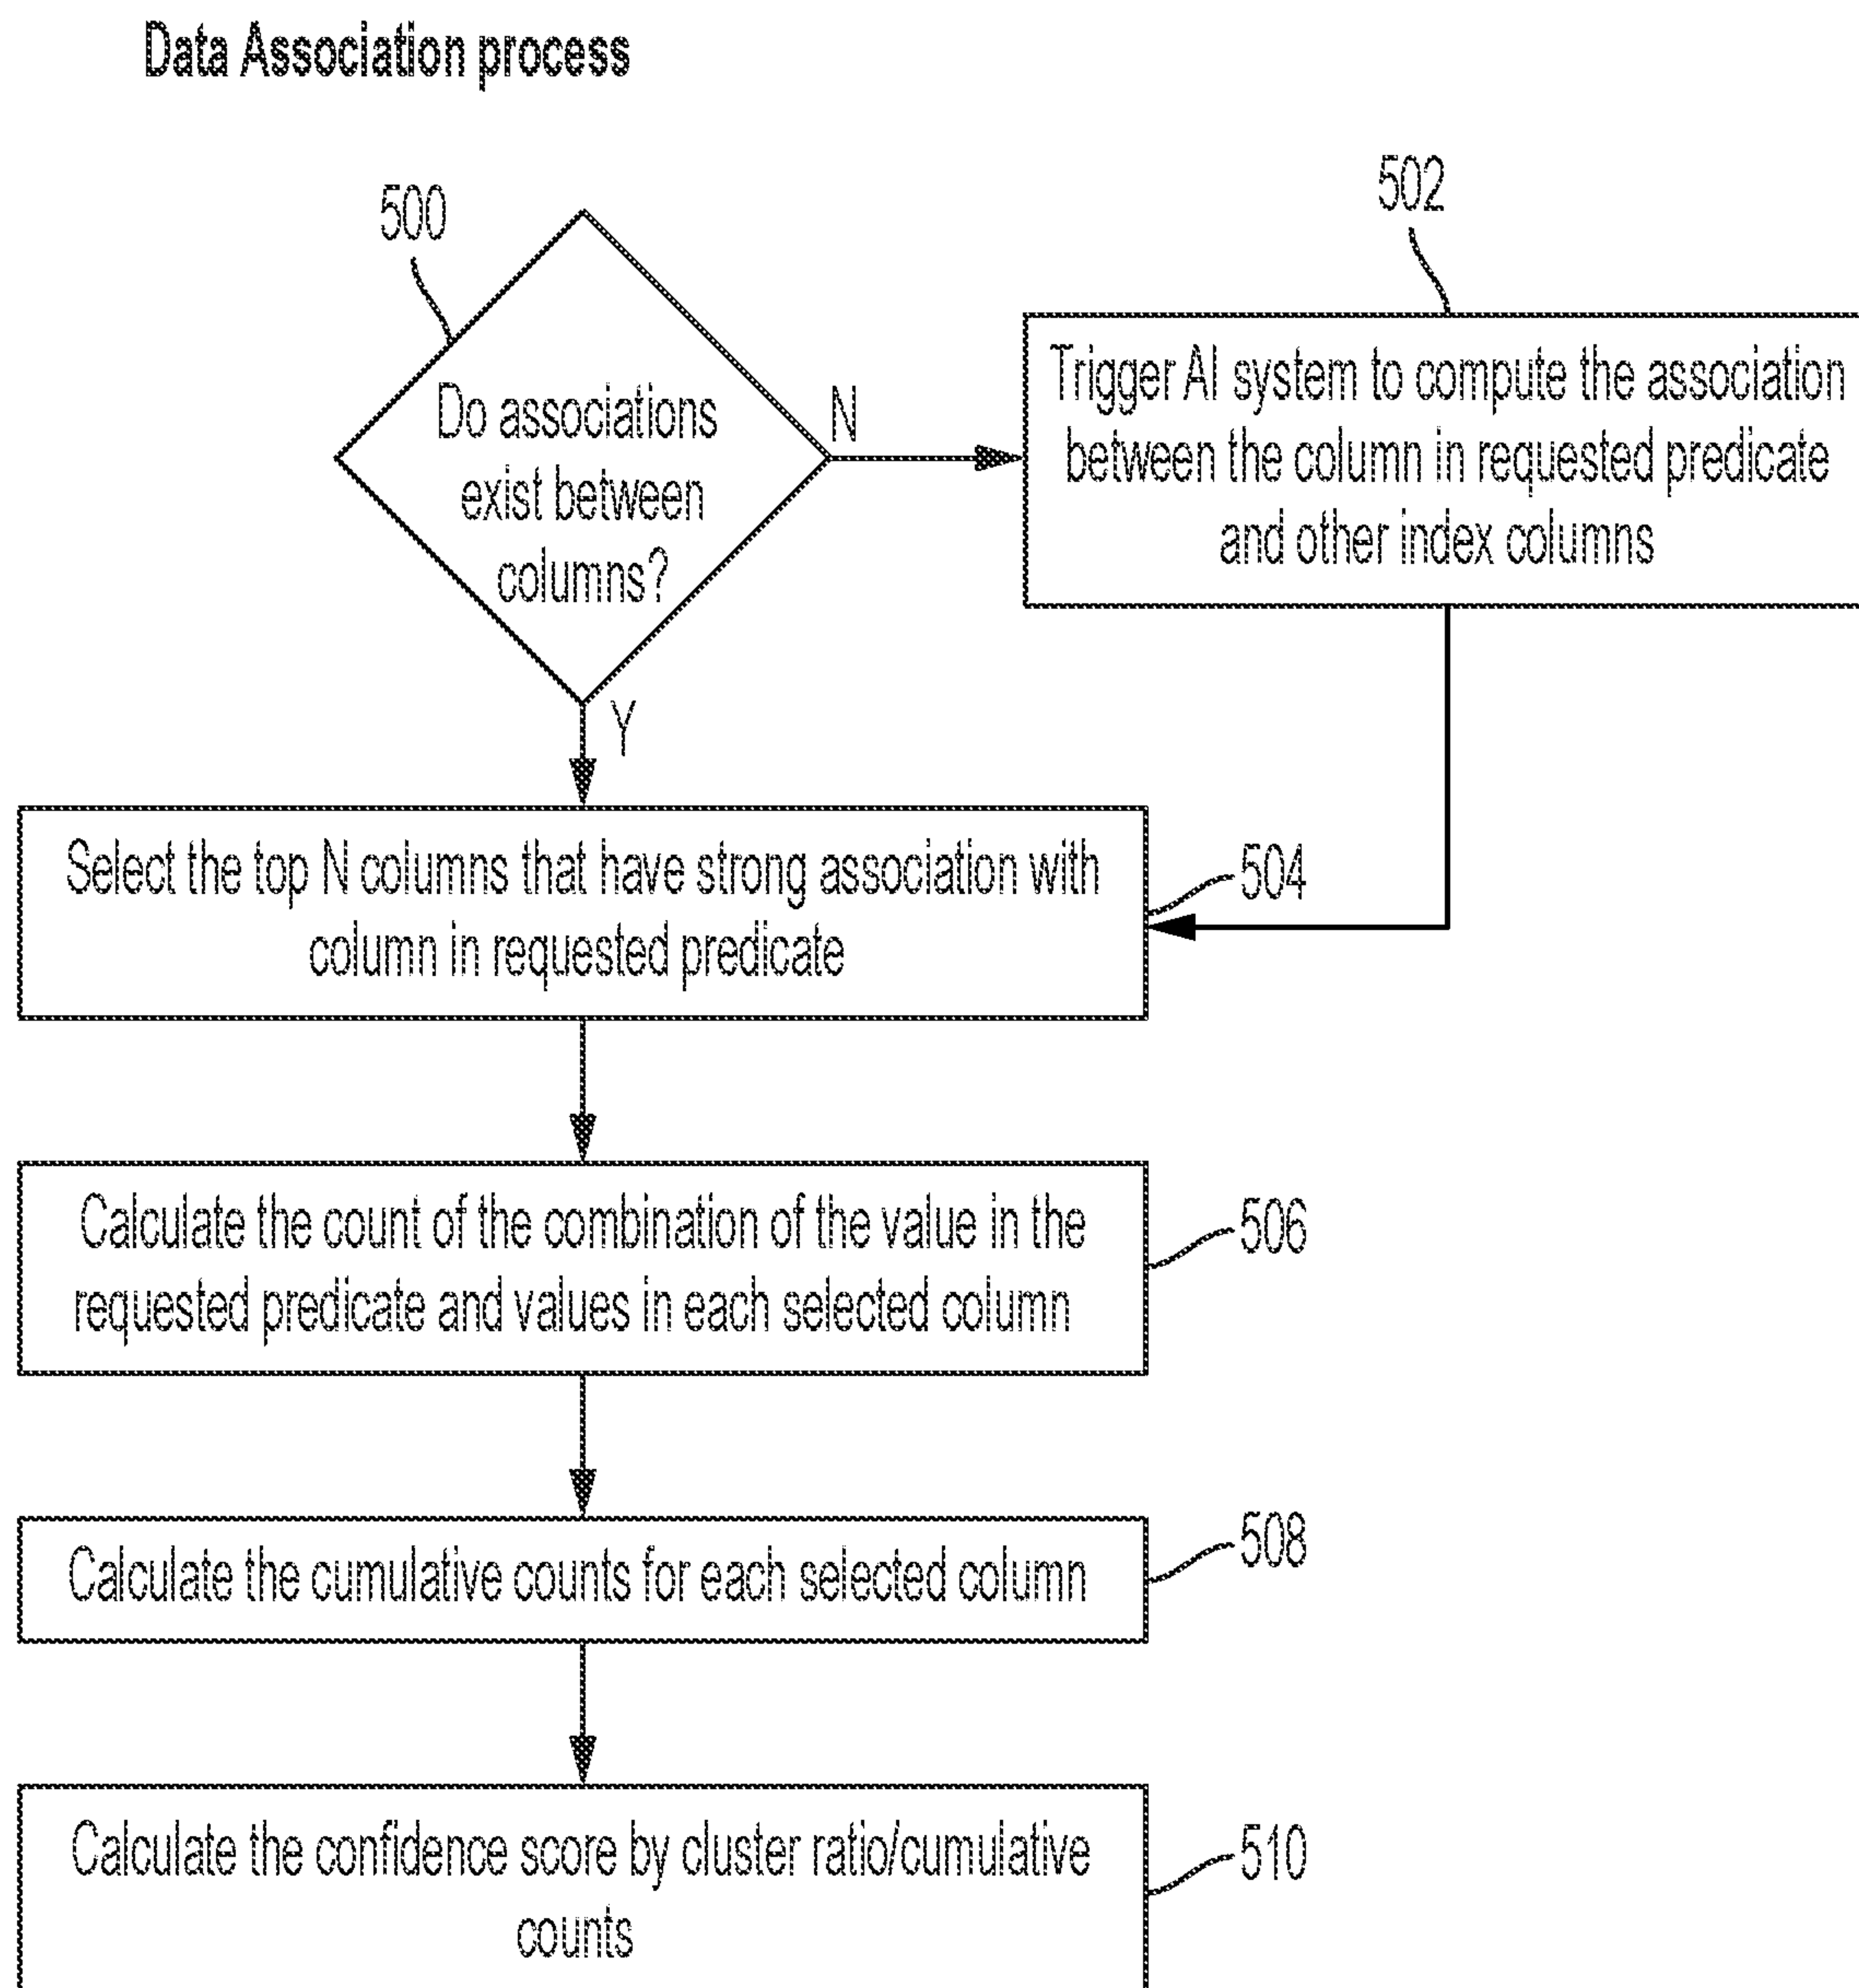 Data Association process
500
502
Do associations
exist between
columns?
N
Trigger AI system to compute the association
between the column in requested predicate
and other index columns
Y
Select the top N columns that have strong association with
column in requested predicate
504
Calculate the count of the combination of the value in the
requested predicate and values in each selected column
506
Calculate the cumulative counts for each selected column
508
Calculate the confidence score by cluster ratio/cumulative
counts
510